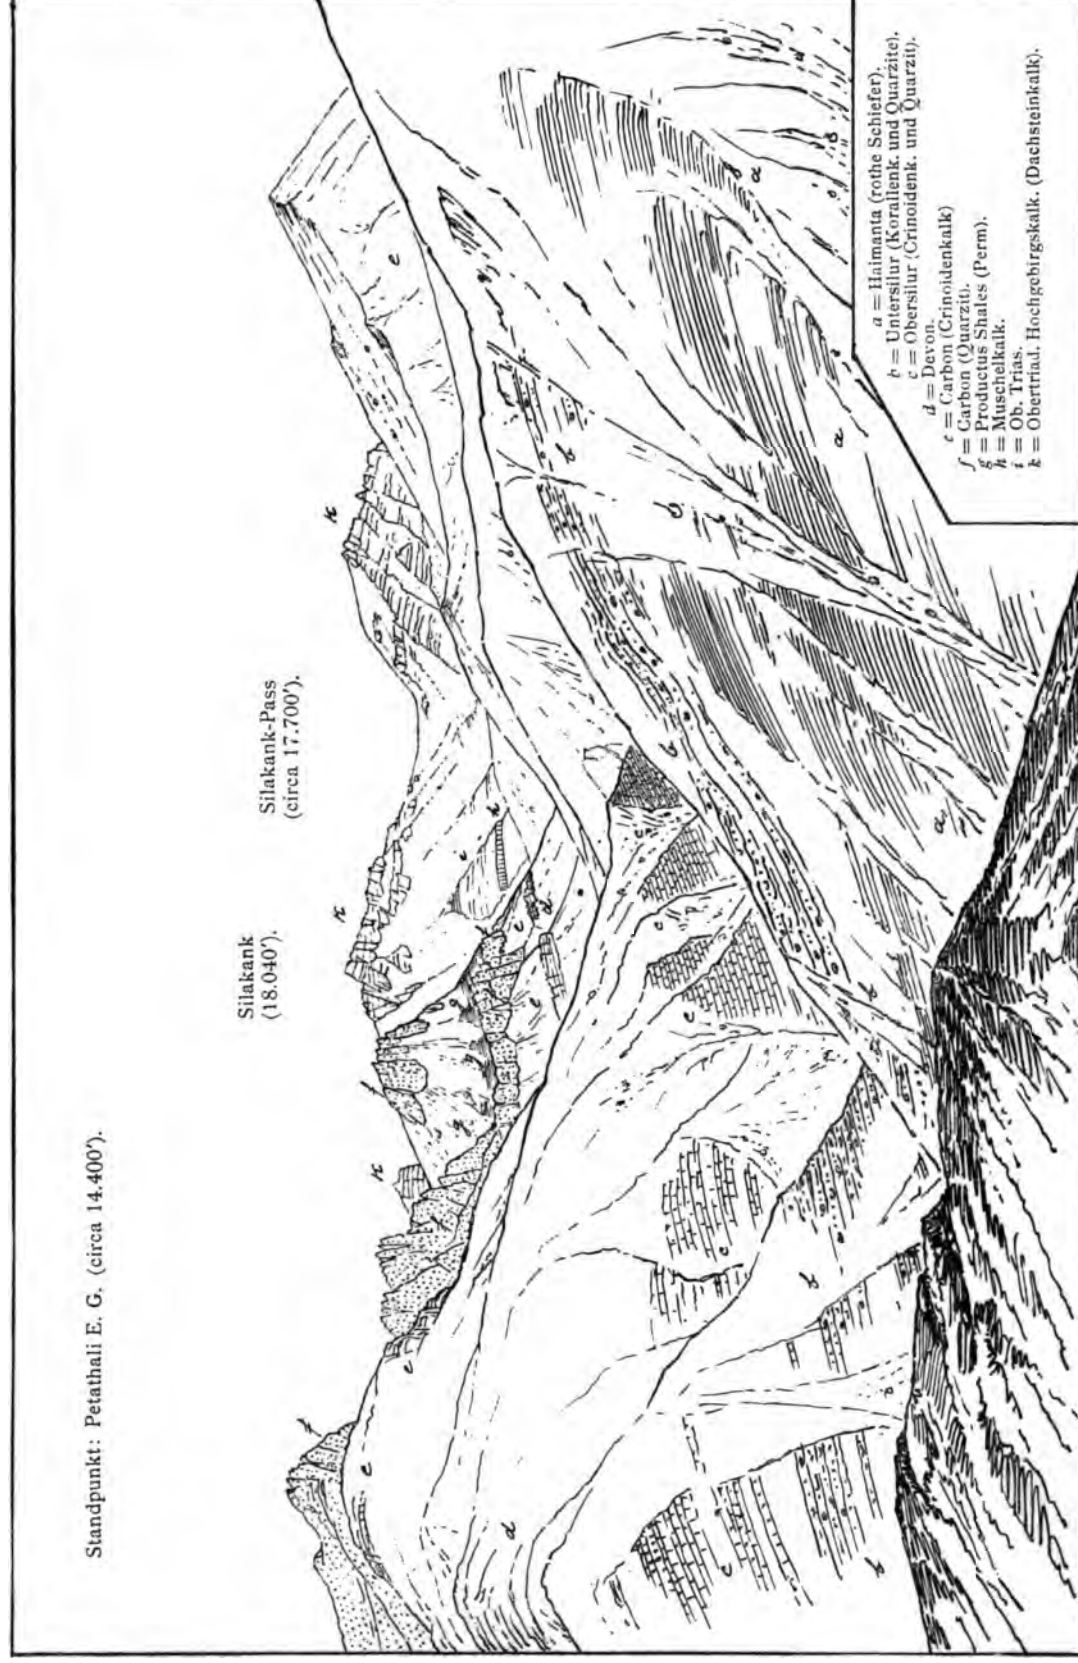 Standpunkt: Petathali E. G. (circa 14.400′).
Silakank
(18.040′).
Silakank-Pass
(circa 17.700′).
a = Haimanta (rothe Schiefer).
b = Untersilur (Korallenk. und Quarzite).
c = Obersilur (Crinoidenk. und Quarzit).
d = Devon.
e = Carbon (Crinoidenkalk)
f = Carbon (Quarzit).
g = Productus Shales (Perm).
h = Muschelkalk.
i = Ob. Trias.
k = Obertriad. Hochgebirgskalk. (Dachsteinkalk).